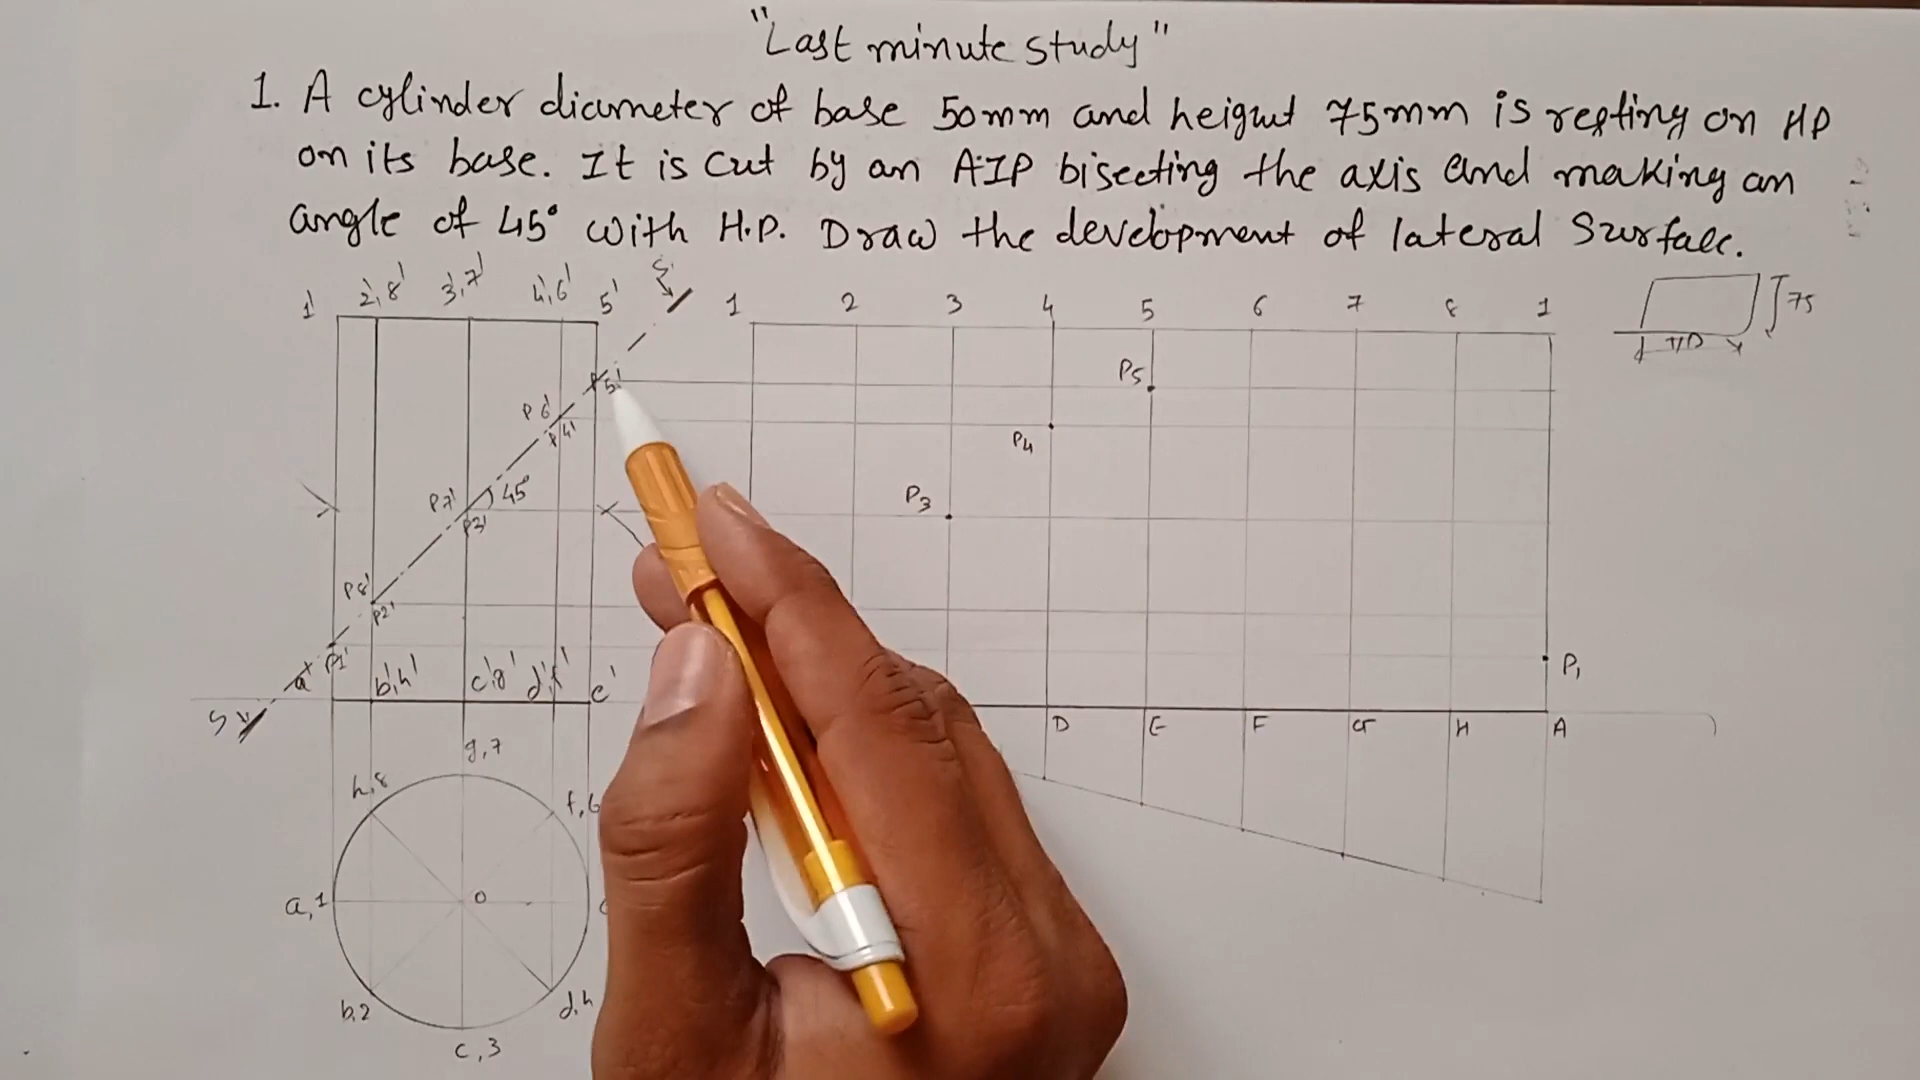 "Last minute study"
1. A cylinder diameter of base 50mm and heigut 75mm is resting on HP
on its base. It is cut by an AIP bisecting the axis and making an
angle of 45° with H.P. Draw the development of lateral Surface.
1' 2',8' 3',7' 4',6' 5' S 1 2 3 4 5 6 7 8 1 75
πD
P5' P5
P6' P4' P4
P7' 45° P3
P3'
P8'
P2'
P1' P1
a' b',h' c',g' d',f' e'
S D E F G H A
g,7
h,8 f,6
a,1 o
b,2 d,4
c,3